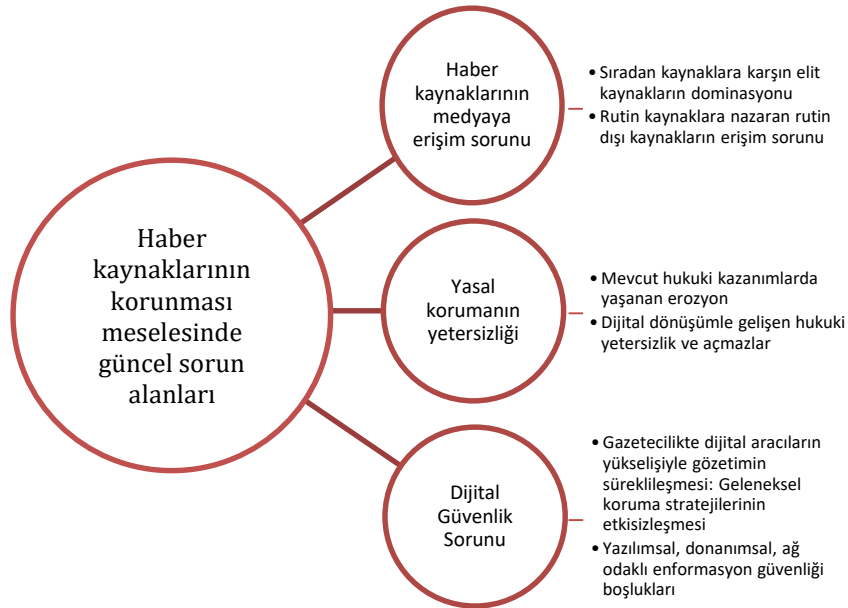 Haber
kaynaklarının
korunması
meselesinde
güncel sorun
alanları
Haber
kaynaklarının
medyaya
erişim sorunu
• Sıradan kaynaklara karşın elit
kaynakların dominasyonu
• Rutin kaynaklara nazaran rutin
dışı kaynakların erişim sorunu
Yasal
korumanın
yetersizliği
• Mevcut hukuki kazanımlarda
yaşanan erozyon
• Dijital dönüşümle gelişen hukuki
yetersizlik ve açmazlar
Dijital
Güvenlik
Sorunu
• Gazetecilikte dijital aracıların
yükselişiyle gözetimin
süreklileşmesi: Geleneksel
koruma stratejilerinin
etkisizleşmesi
• Yazılımsal, donanımsal, ağ
odaklı enformasyon güvenliği
boşlukları